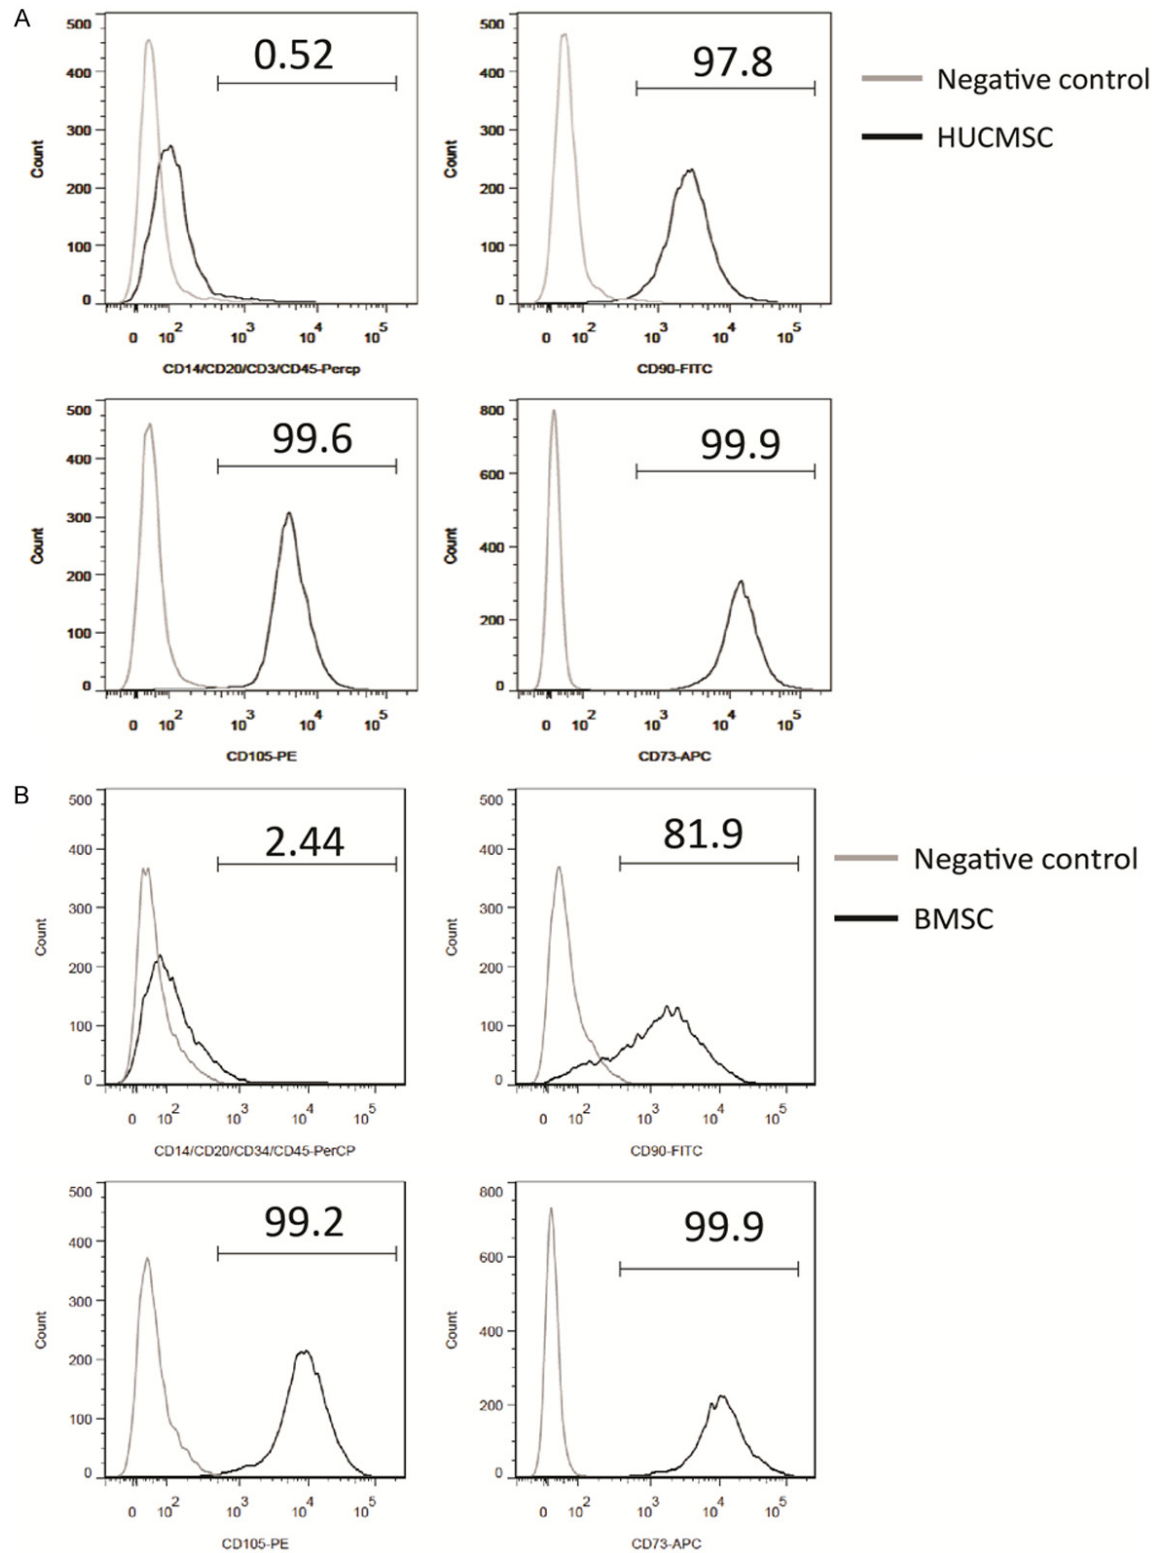 A
0.52
500
400
300
200
100
0
Count
0 10^2 10^3 10^4 10^5
CD14/CD20/CD3/CD45-Percp
97.8
500
400
300
200
100
0
Count
0 10^2 10^3 10^4 10^5
CD90-FITC
Negative control
HUCMSC
99.6
500
400
300
200
100
0
Count
0 10^2 10^3 10^4 10^5
CD105-PE
99.9
800
600
400
200
0
Count
0 10^2 10^3 10^4 10^5
CD73-APC
B
2.44
500
400
300
200
100
0
Count
0 10^2 10^3 10^4 10^5
CD14/CD20/CD34/CD45-PerCP
81.9
500
400
300
200
100
0
Count
0 10^2 10^3 10^4 10^5
CD90-FITC
Negative control
BMSC
99.2
500
400
300
200
100
0
Count
0 10^2 10^3 10^4 10^5
CD105-PE
99.9
800
600
400
200
0
Count
0 10^2 10^3 10^4 10^5
CD73-APC